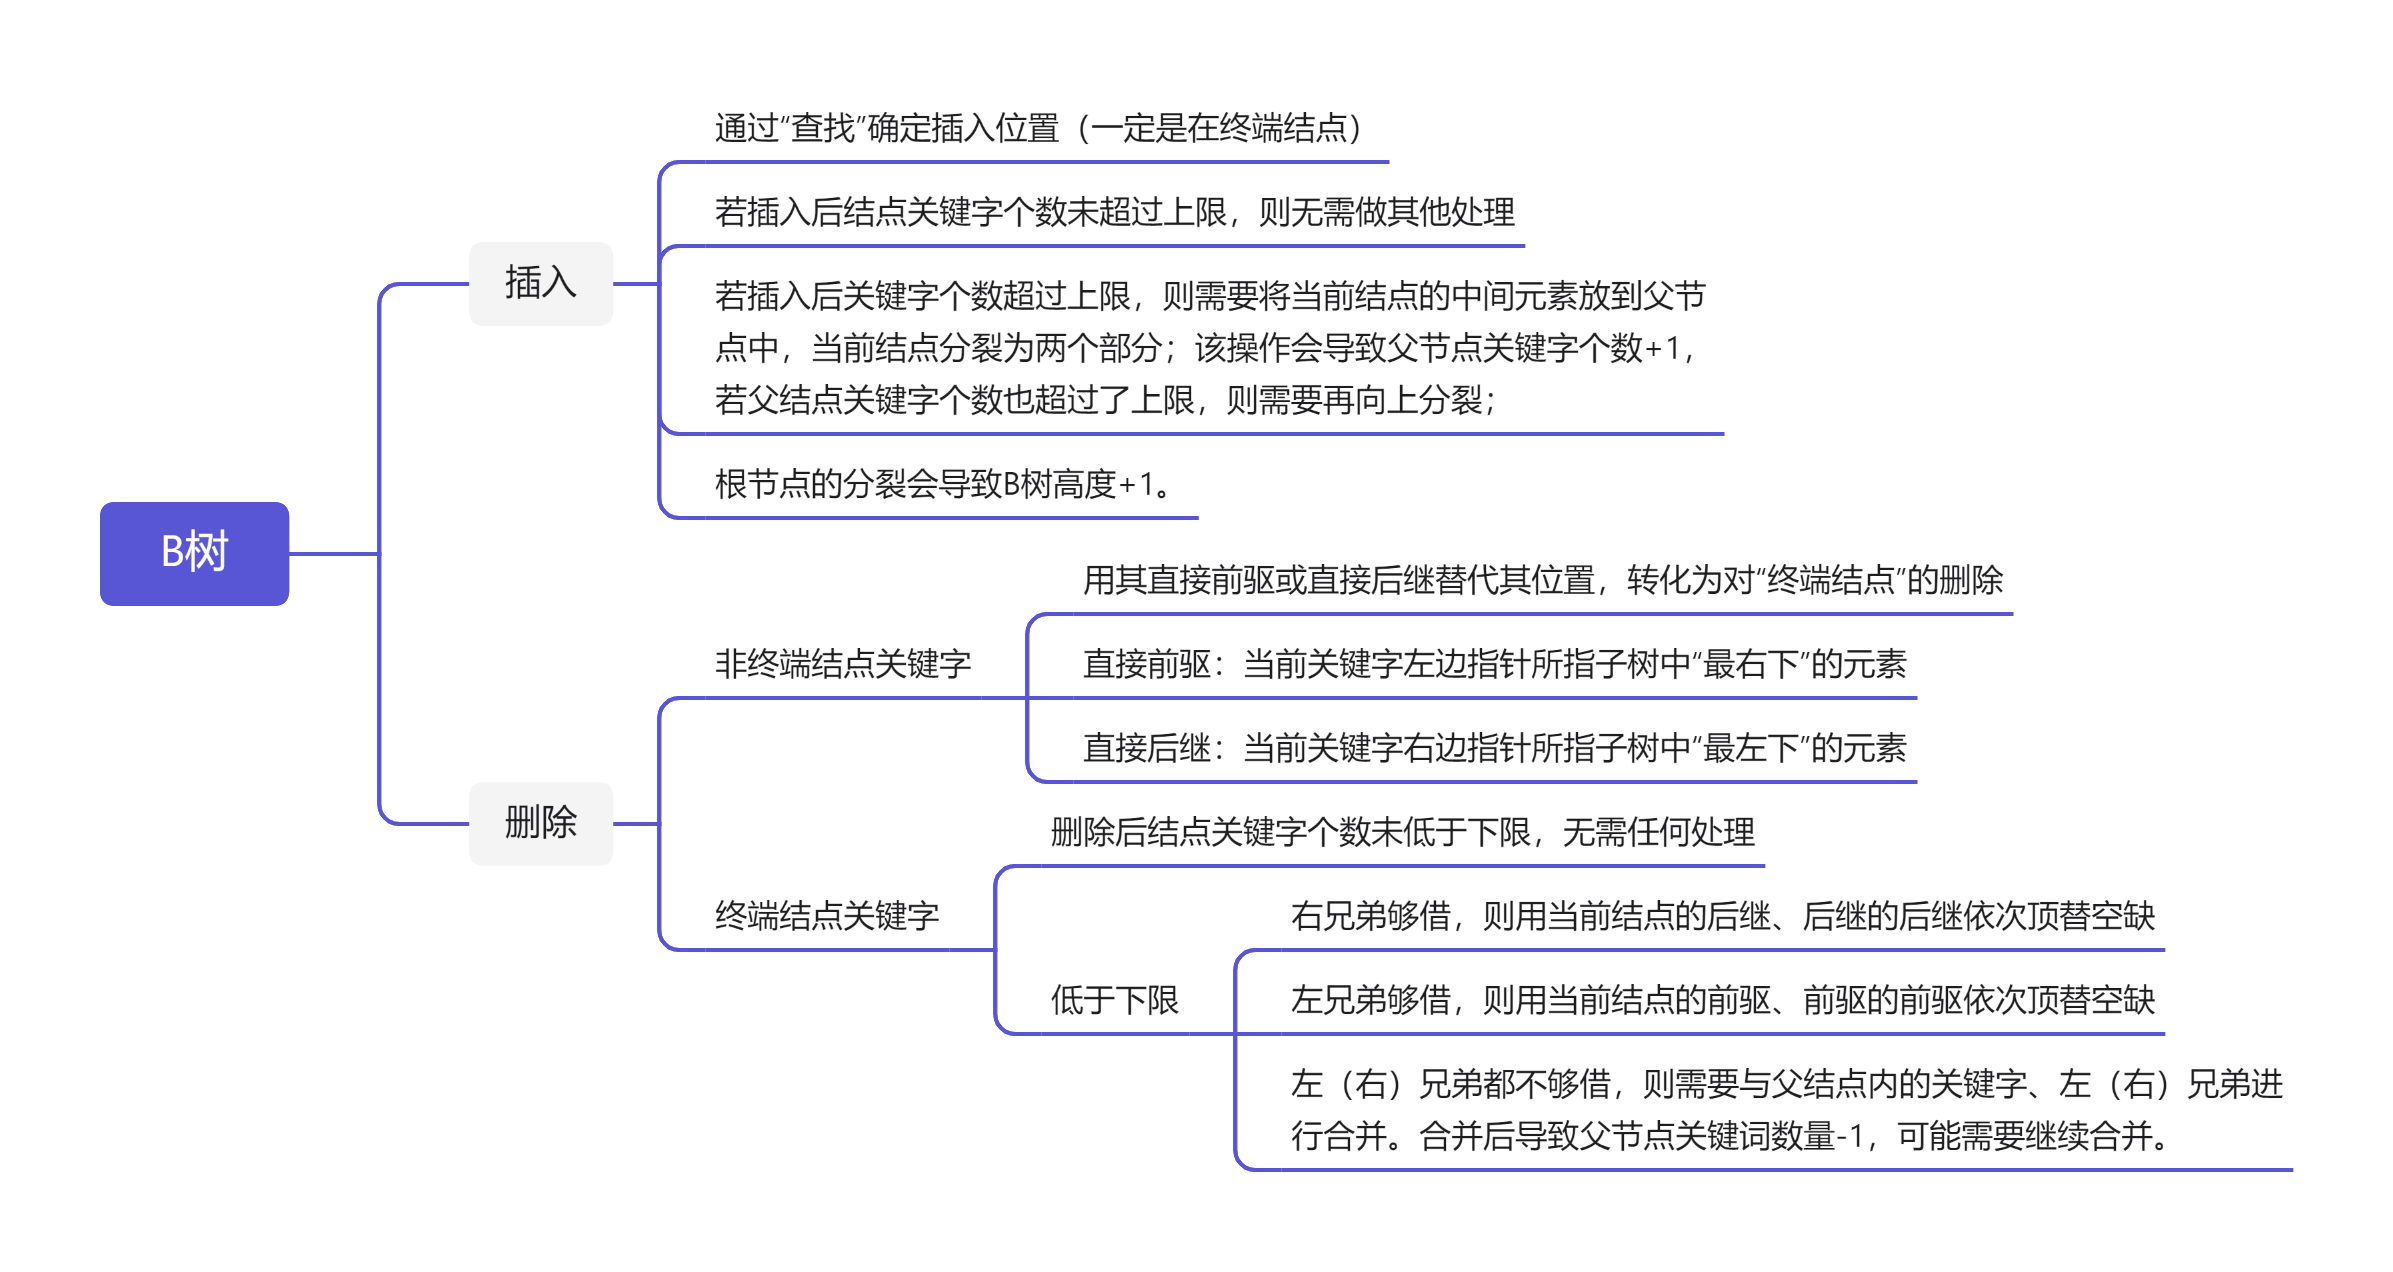 B树
插入
通过“查找”确定插入位置（一定是在终端结点）
若插入后结点关键字个数未超过上限，则无需做其他处理
若插入后关键字个数超过上限，则需要将当前结点的中间元素放到父节
点中，当前结点分裂为两个部分；该操作会导致父节点关键字个数+1，
若父结点关键字个数也超过了上限，则需要再向上分裂；
根节点的分裂会导致B树高度+1。
删除
非终端结点关键字
用其直接前驱或直接后继替代其位置，转化为对“终端结点”的删除
直接前驱：当前关键字左边指针所指子树中“最右下”的元素
直接后继：当前关键字右边指针所指子树中“最左下”的元素
终端结点关键字
删除后结点关键字个数未低于下限，无需任何处理
低于下限
右兄弟够借，则用当前结点的后继、后继的后继依次顶替空缺
左兄弟够借，则用当前结点的前驱、前驱的前驱依次顶替空缺
左（右）兄弟都不够借，则需要与父结点内的关键字、左（右）兄弟进
行合并。合并后导致父节点关键词数量-1，可能需要继续合并。